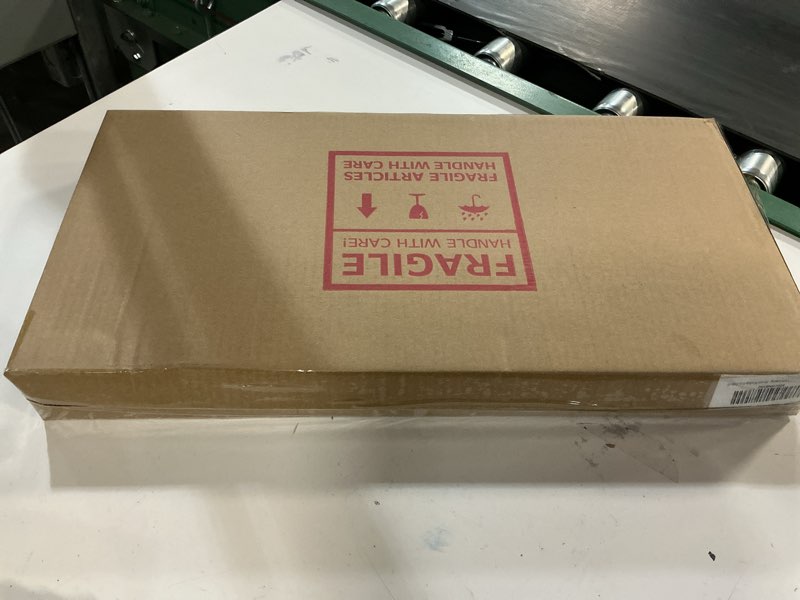 FRAGILE
HANDLE WITH CARE!
FRAGILE ARTICLES
HANDLE WITH CARE